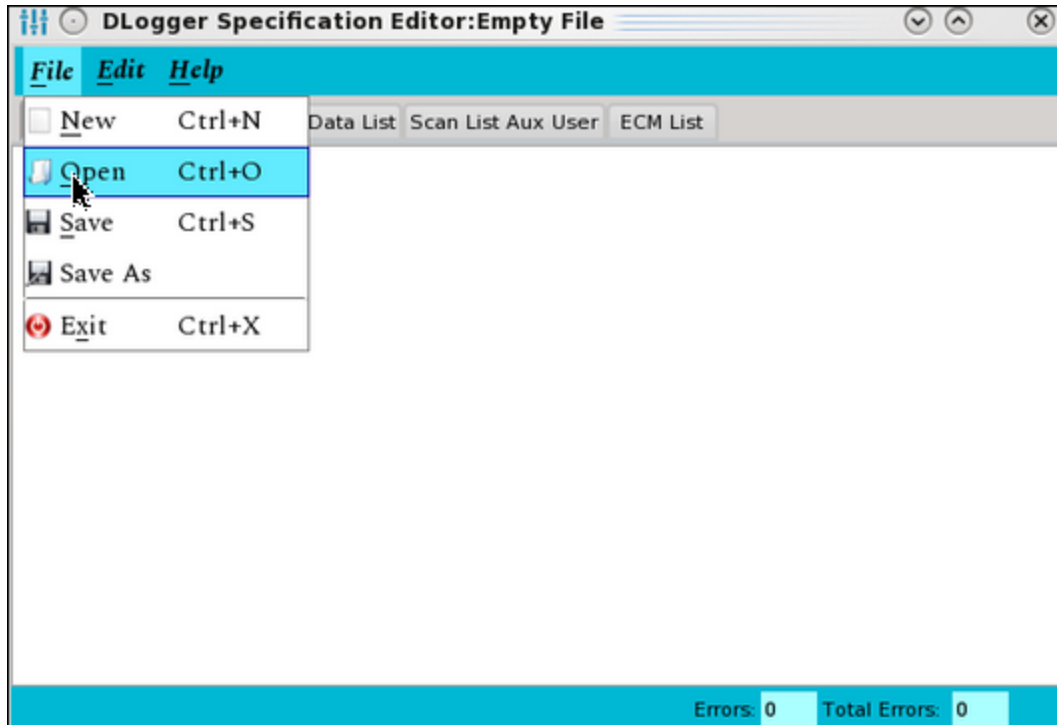 DLogger Specification Editor:Empty File
File Edit Help
New Ctrl+N
Data List Scan List Aux User ECM List
Open Ctrl+O
Save Ctrl+S
Save As
Exit Ctrl+X
Errors: 0 Total Errors: 0